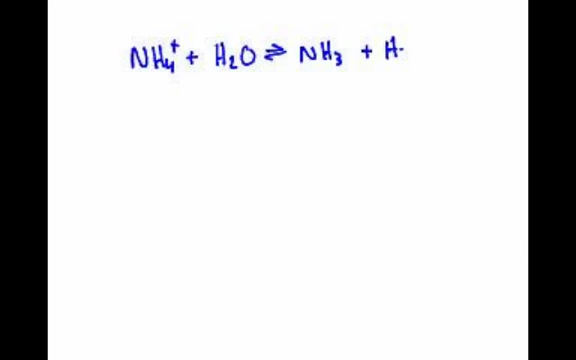 NH₄⁺ + H₂O ⇌ NH₃ + H